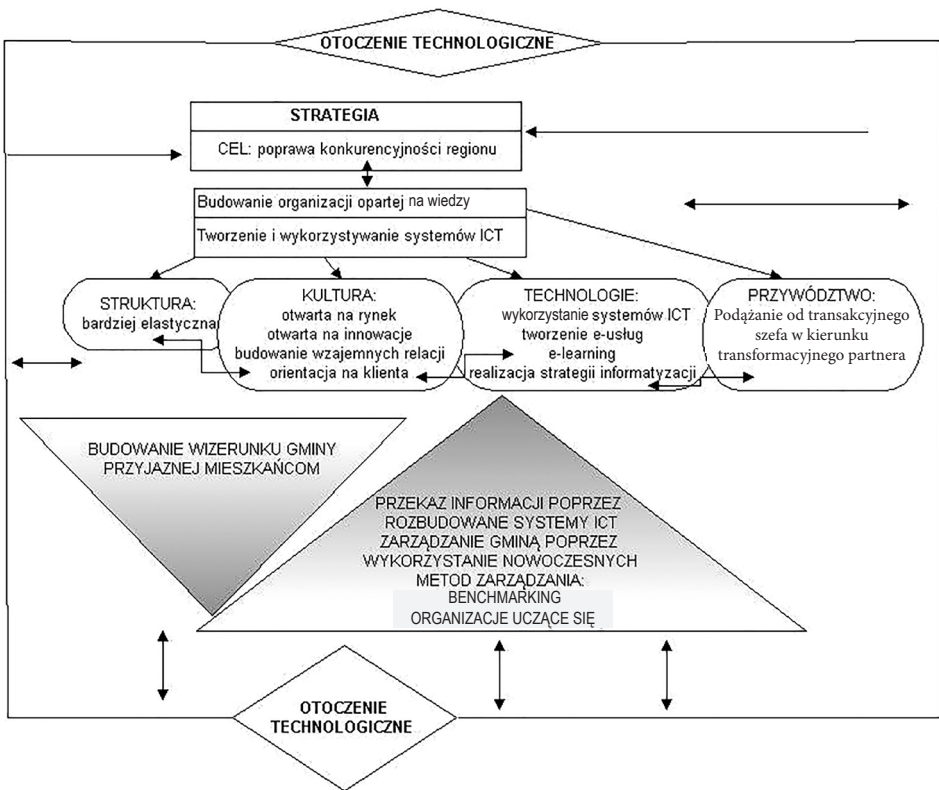 OTOCZENIE TECHNOLOGICZNE
STRATEGIA
CEL: poprawa konkurencyjności regionu
Budowanie organizacji opartej na wiedzy
Tworzenie i wykorzystywanie systemów ICT
STRUKTURA:
bardziej elastyczna
KULTURA:
otwarta na rynek
otwarta na innowacje
budowanie wzajemnych relacji
orientacja na klienta
TECHNOLOGIE:
wykorzystanie systemów ICT
tworzenie e-usług
e-learning
realizacja strategii informatyzacji
PRZYWÓDZTWO:
Podążanie od transakcyjnego
szefa w kierunku
transformacyjnego partnera
BUDOWANIE WIZERUNKU GMINY
PRZYJAZNEJ MIESZKAŃCOM
PRZEKAZ INFORMACJI POPRZEZ
ROZBUDOWANE SYSTEMY ICT
ZARZĄDZANIE GMINĄ POPRZEZ
WYKORZYSTANIE NOWOCZESNYCH
METOD ZARZĄDZANIA:
BENCHMARKING
ORGANIZACJE UCZĄCE SIĘ
OTOCZENIE
TECHNOLOGICZNE